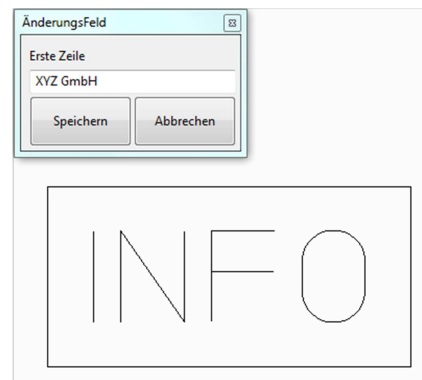 ÄnderungsFeld
Erste Zeile
XYZ GmbH
Speichern Abbrechen
INFO